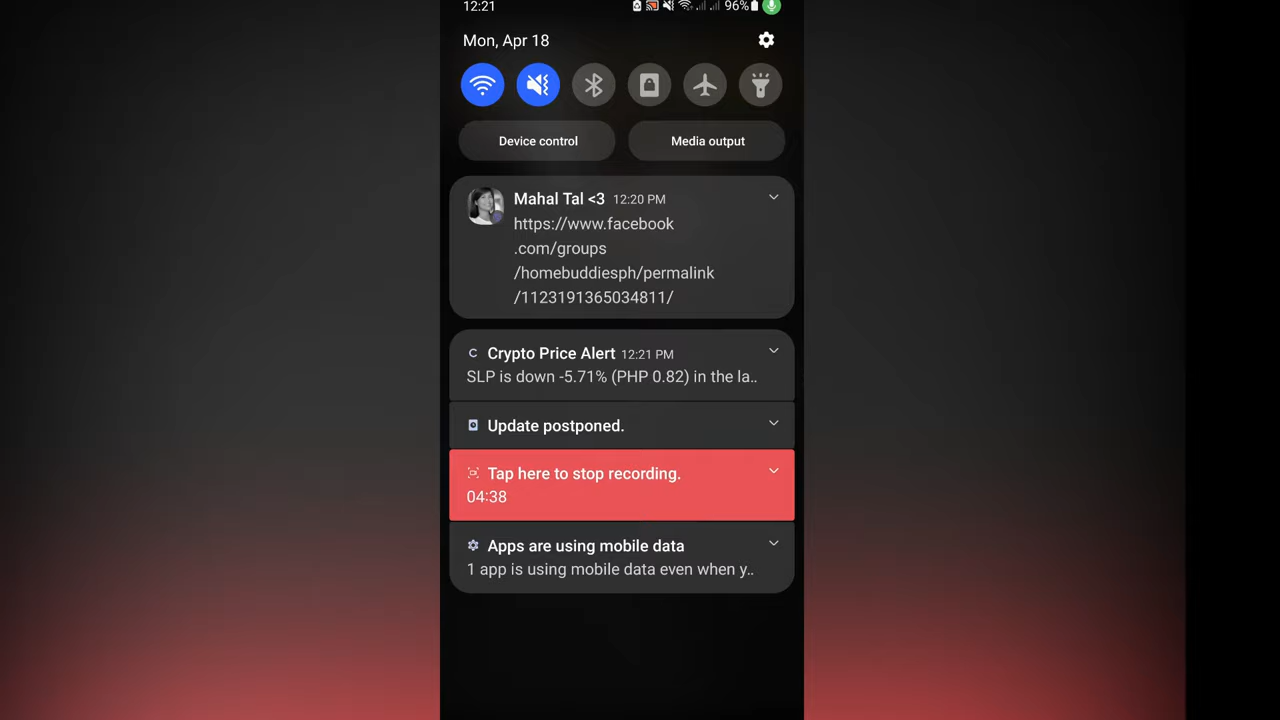 12:21
96%
Mon, Apr 18
Device control
Media output
Mahal Tal <3 12:20 PM
https://www.facebook
.com/groups
/homebuddiesph/permalink
/1123191365034811/
C Crypto Price Alert 12:21 PM
SLP is down -5.71% (PHP 0.82) in the la..
Update postponed.
Tap here to stop recording.
04:38
Apps are using mobile data
1 app is using mobile data even when y..